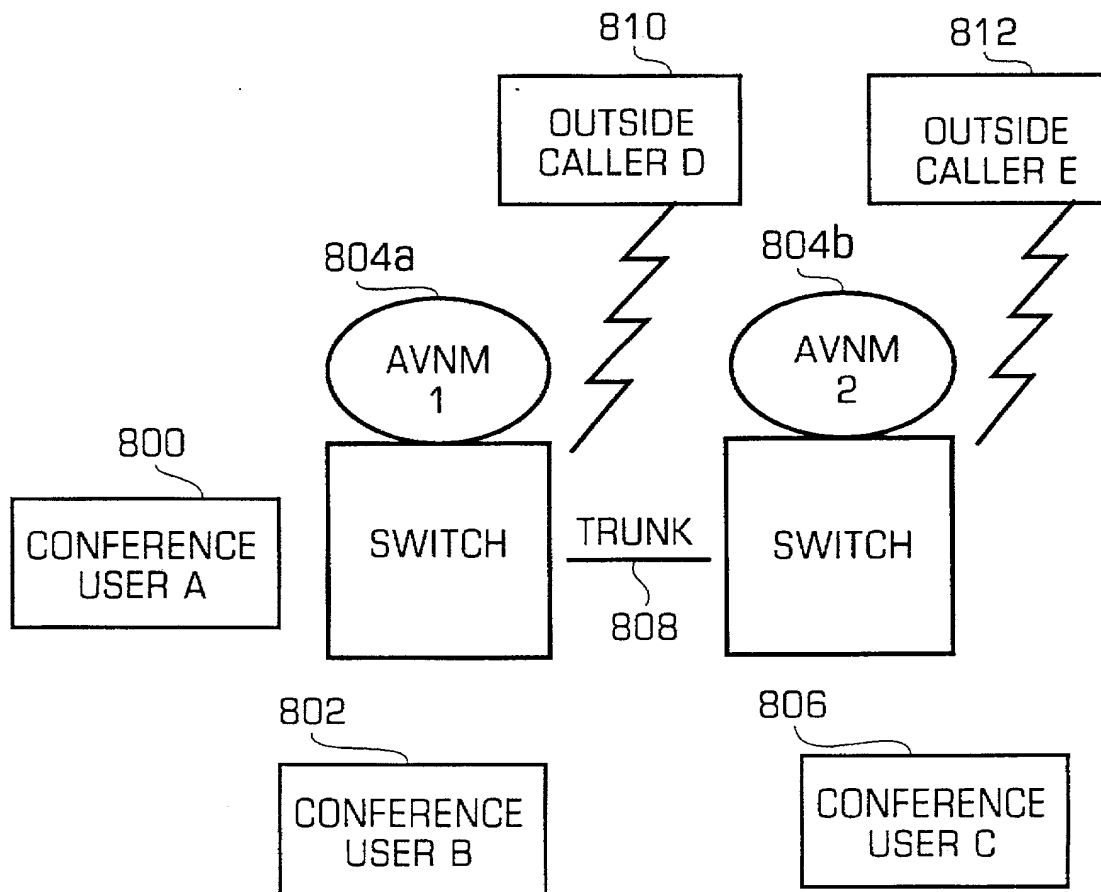 810
812
OUTSIDE
CALLER D
OUTSIDE
CALLER E
804a
804b
AVNM
1
AVNM
2
800
CONFERENCE
USER A
SWITCH
TRUNK
808
SWITCH
802
806
CONFERENCE
USER B
CONFERENCE
USER C